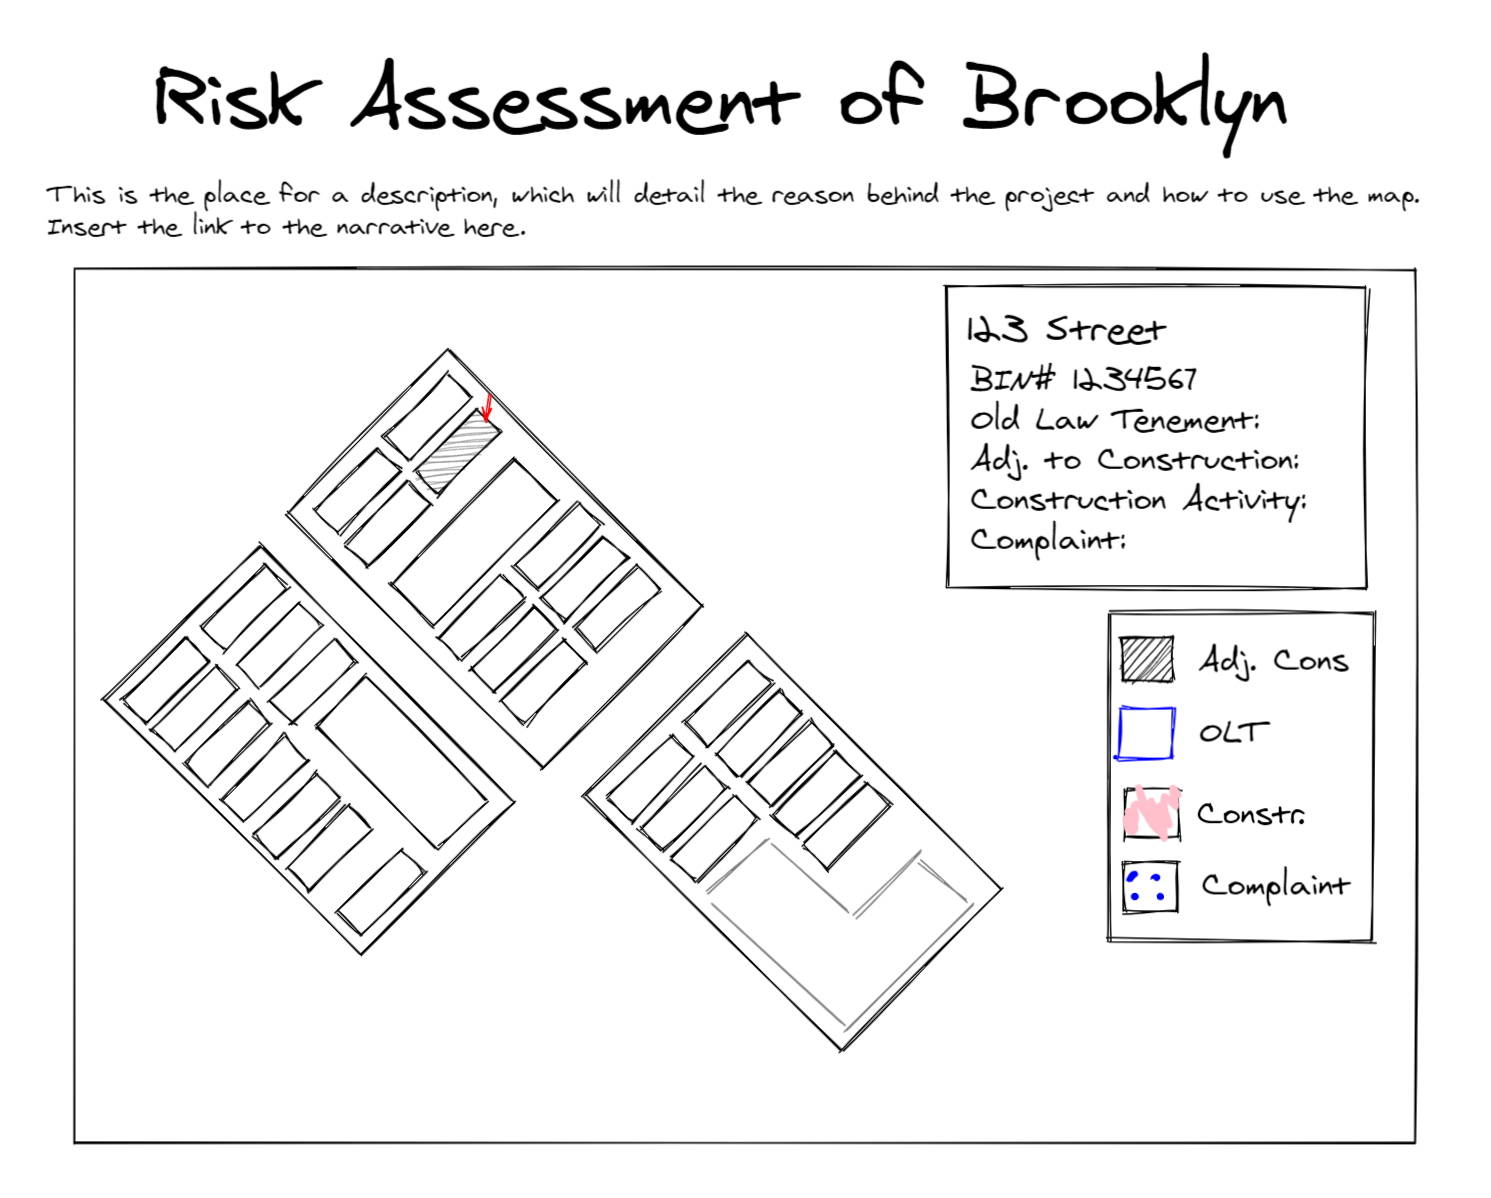 Risk Assessment of Brooklyn
This is the place for a description, which will detail the reason behind the project and how to use the map.
Insert the link to the narrative here.
123 Street
BIN# 1234567
Old Law Tenement:
Adj. to Construction:
Construction Activity:
Complaint:
Adj. Cons
OLT
Constr.
Complaint